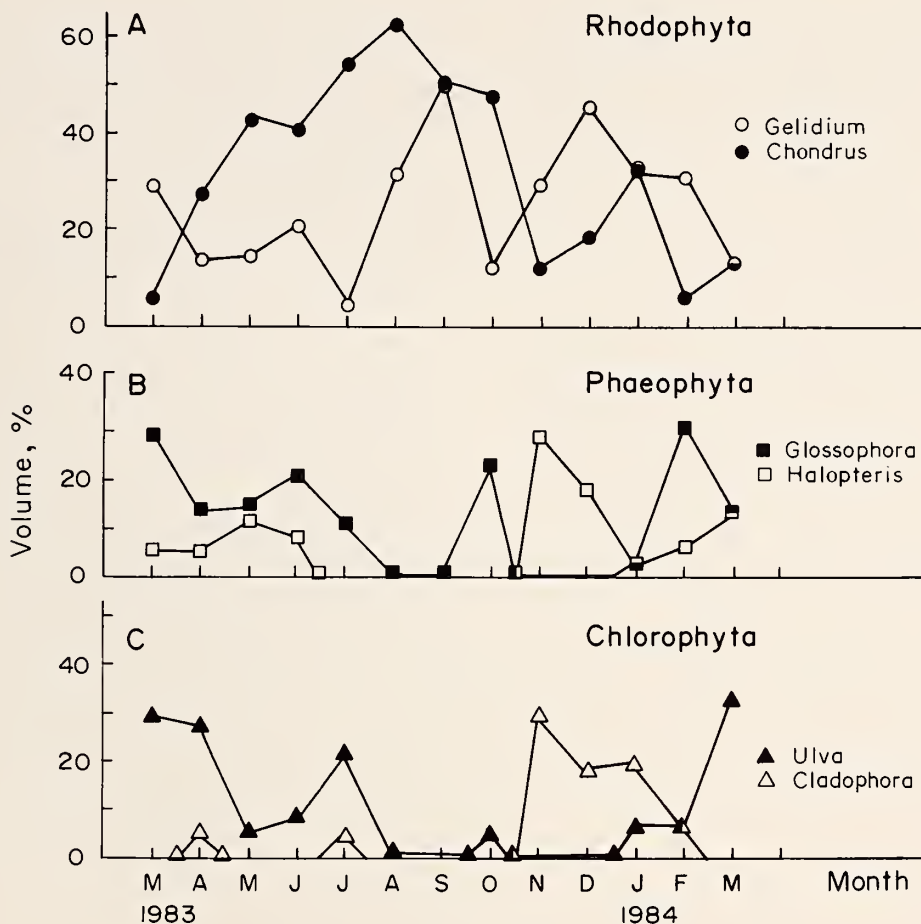 A
Rhodophyta
60
40
20
0
Gelidium
Chondrus
B
Phaeophyta
40
20
0
Glossophora
Halopteris
Volume, %
C
Chlorophyta
40
20
0
Ulva
Cladophora
M A M J J A S O N D J F M Month
1983 1984